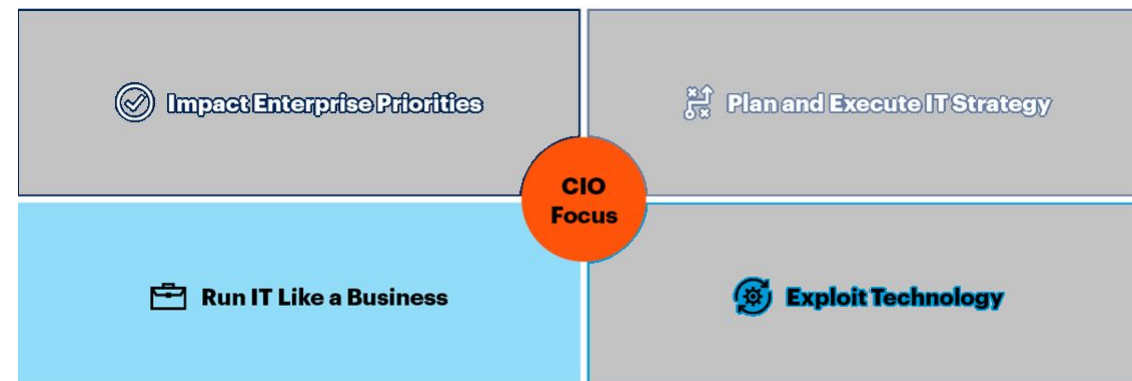 Impact Enterprise Priorities
Plan and Execute IT Strategy
CIO
Focus
Run IT Like a Business
Exploit Technology